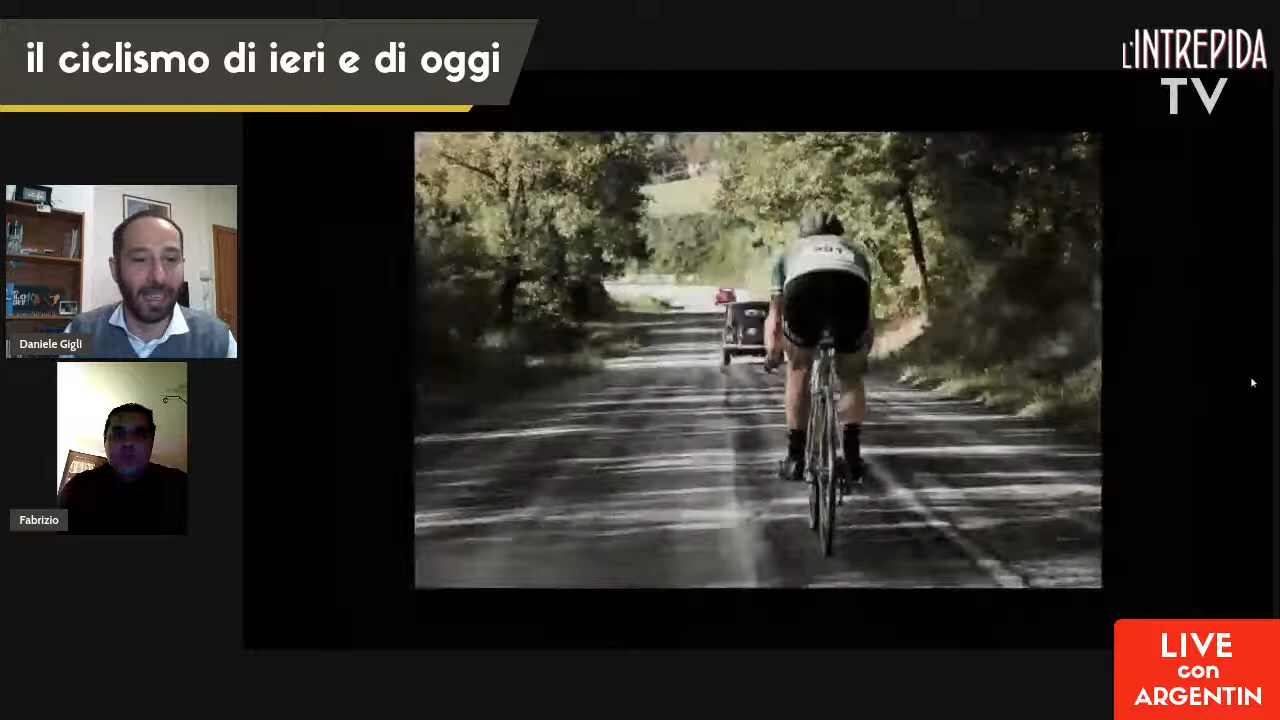 il ciclismo di ieri e di oggi
L'INTREPIDA
TV
Daniele Gigli
Fabrizio
LIVE
con
ARGENTIN